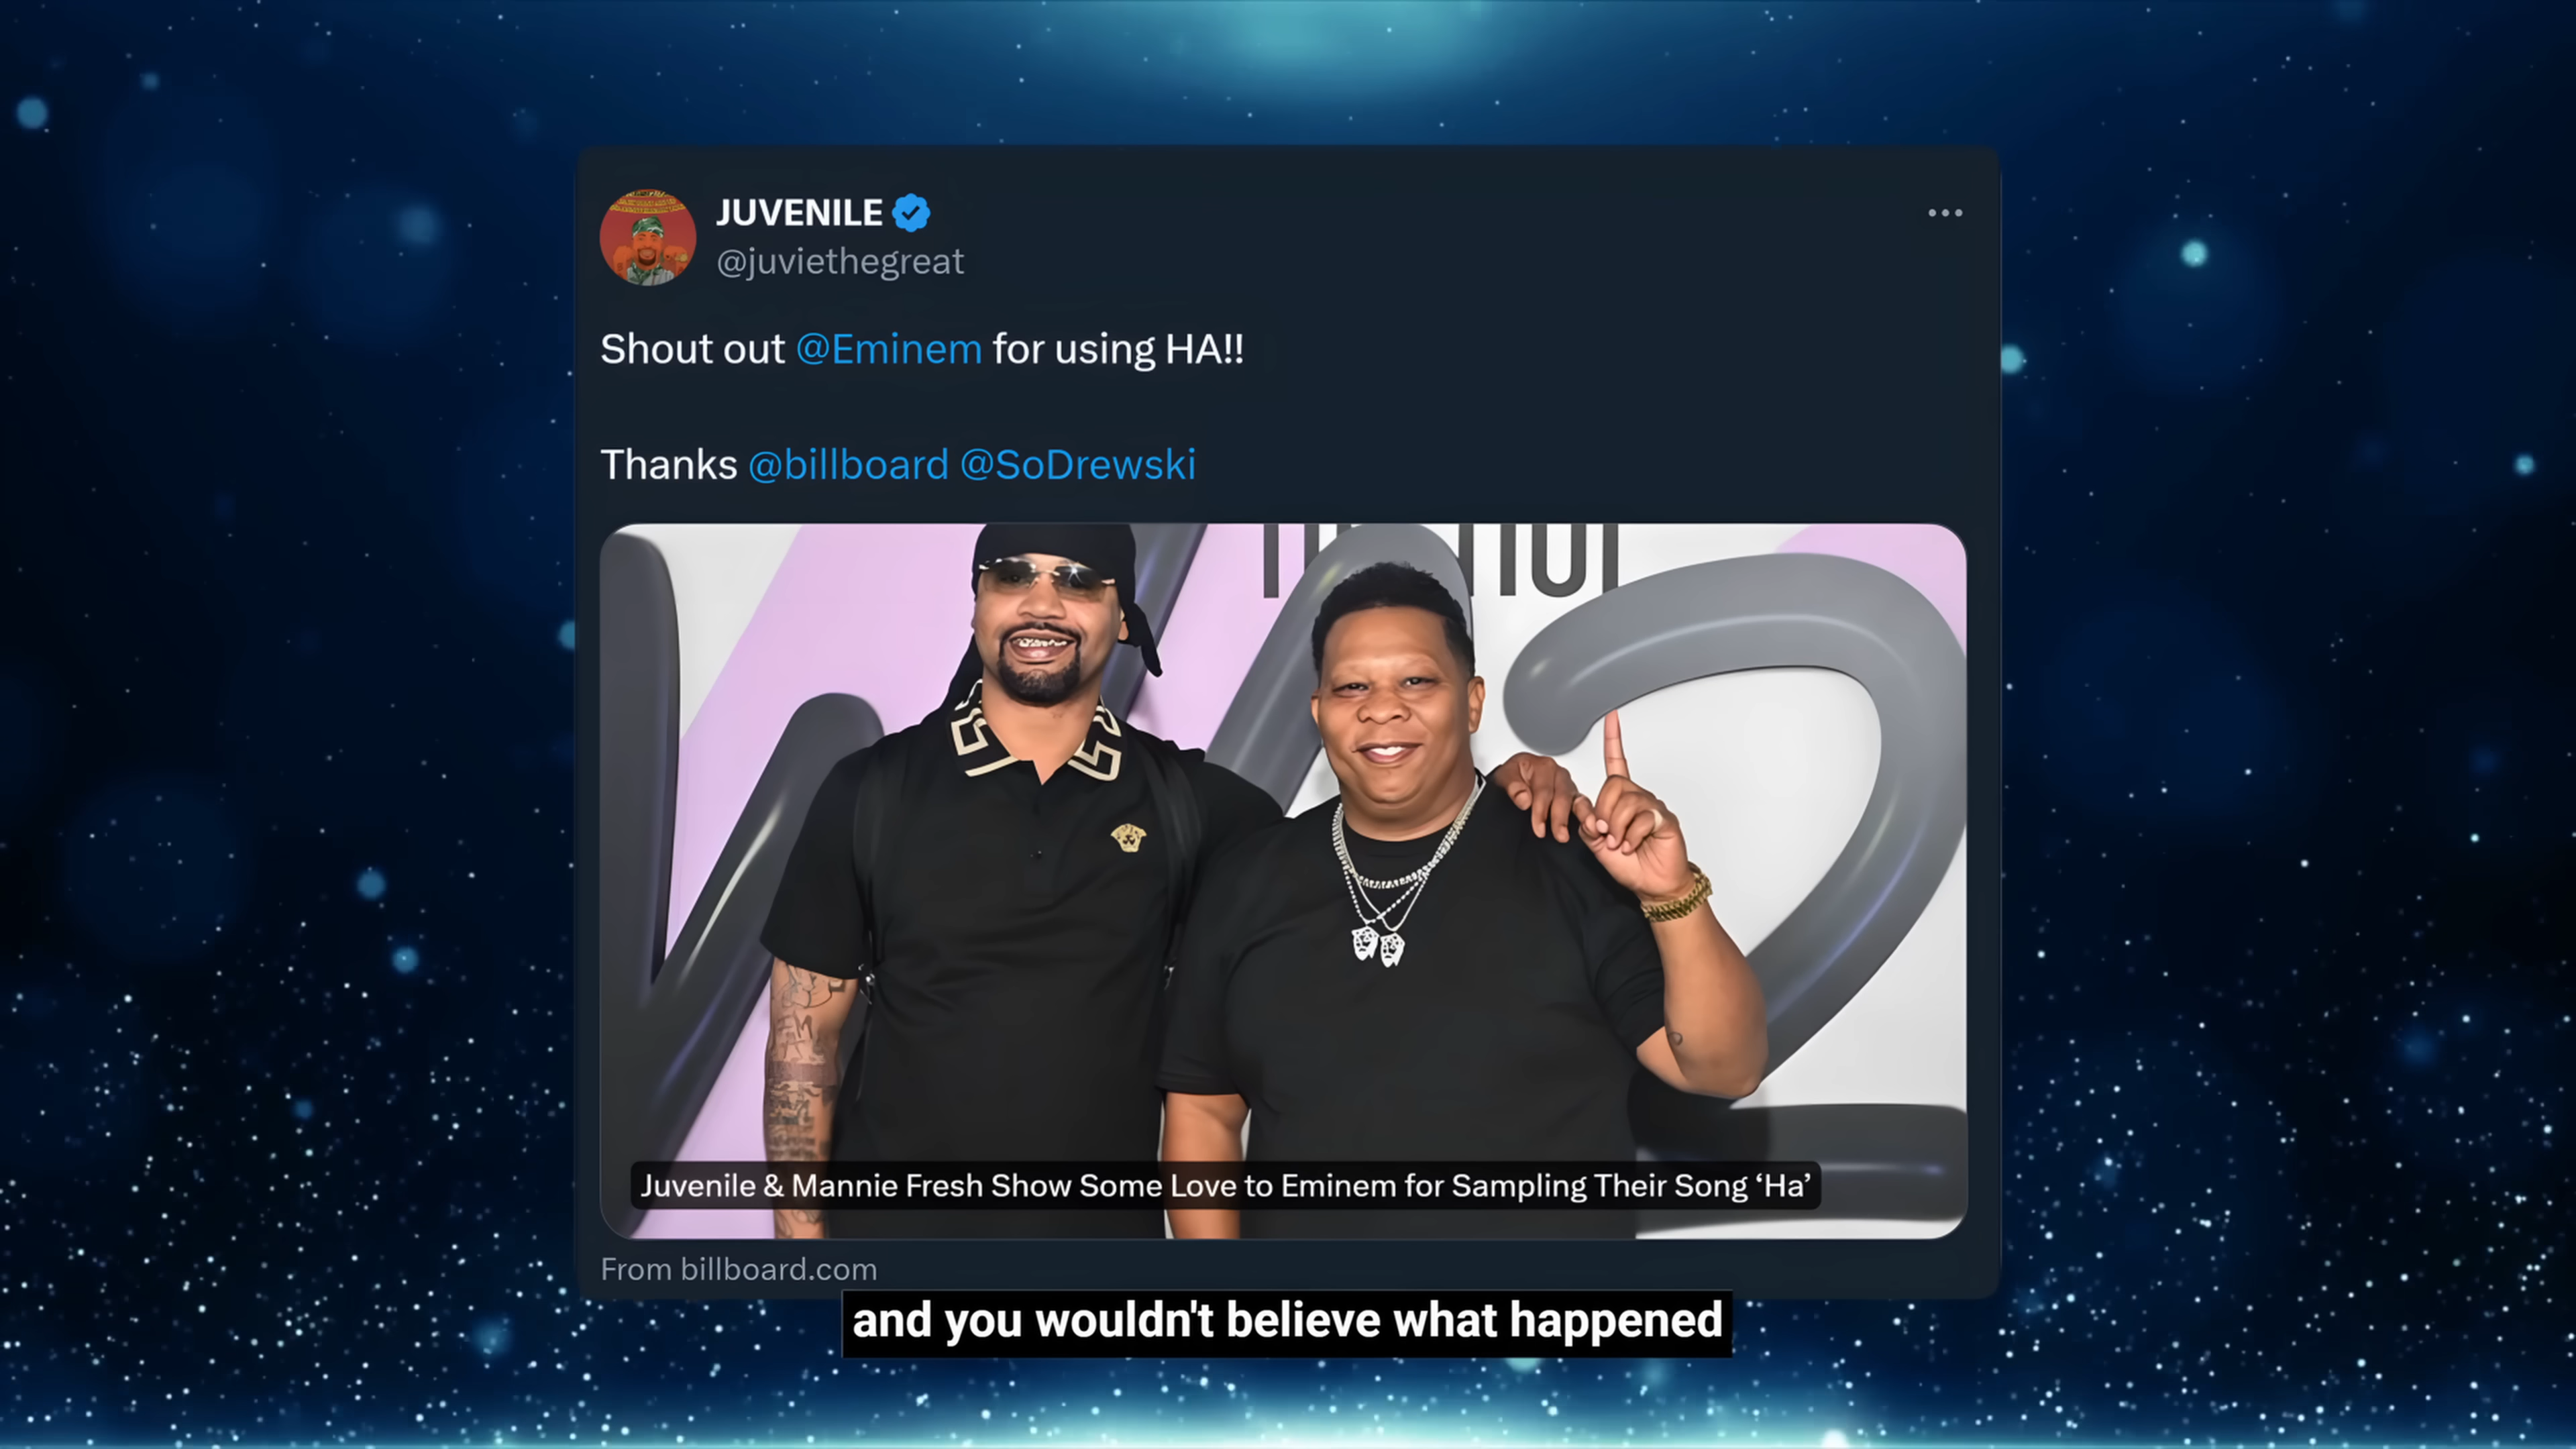 JUVENILE
@juviethegreat
Shout out @Eminem for using HA!!
Thanks @billboard @SoDrewski
Juvenile & Mannie Fresh Show Some Love to Eminem for Sampling Their Song ‘Ha’
From billboard.com
and you wouldn't believe what happened